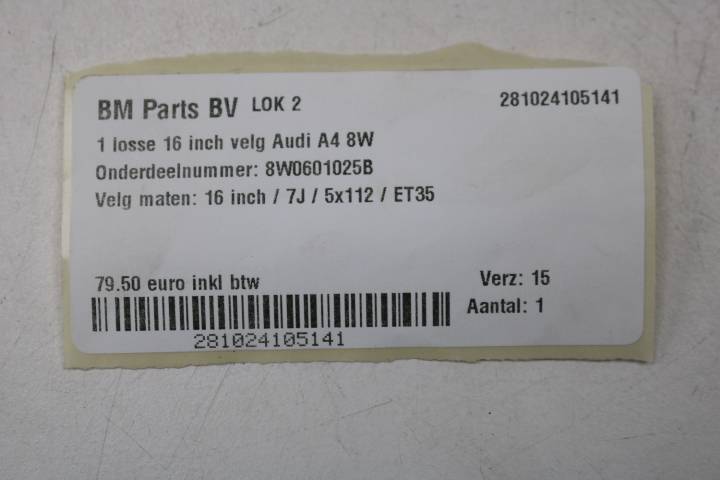 BM Parts BV LOK 2 281024105141
1 losse 16 inch velg Audi A4 8W
Onderdeelnummer: 8W0601025B
Velg maten: 16 inch / 7J / 5x112 / ET35
79.50 euro inkl btw Verz: 15
Aantal: 1
281024105141